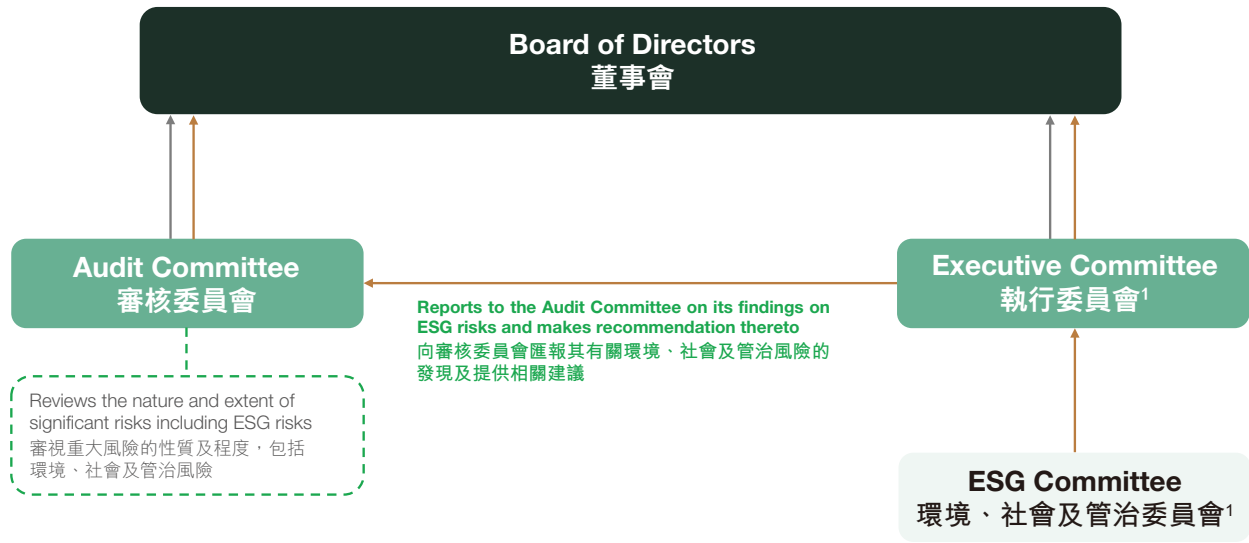 Board of Directors
董事會
Audit Committee
審核委員會
Executive Committee
執行委員會¹
Reports to the Audit Committee on its findings on
ESG risks and makes recommendation thereto
向審核委員會匯報其有關環境、社會及管治風險的
發現及提供相關建議
Reviews the nature and extent of
significant risks including ESG risks
審視重大風險的性質及程度，包括
環境、社會及管治風險
ESG Committee
環境、社會及管治委員會¹